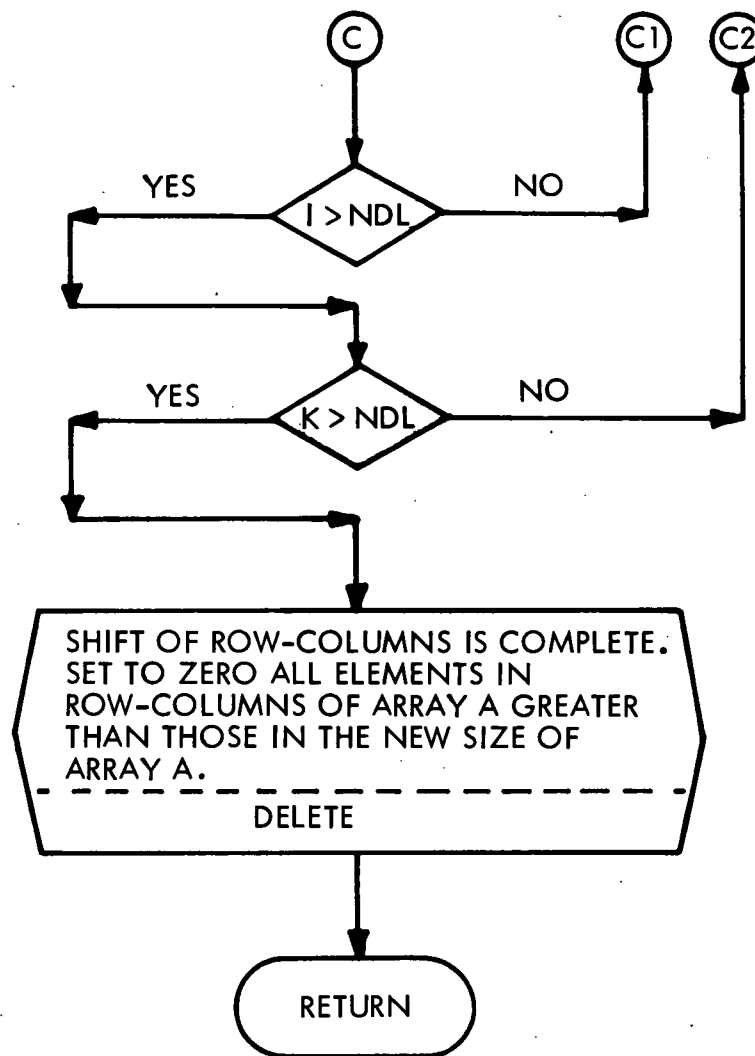 C
C1
C2
YES
NO
I > NDL
YES
NO
K > NDL
SHIFT OF ROW-COLUMNS IS COMPLETE.
SET TO ZERO ALL ELEMENTS IN
ROW-COLUMNS OF ARRAY A GREATER
THAN THOSE IN THE NEW SIZE OF
ARRAY A.
DELETE
RETURN